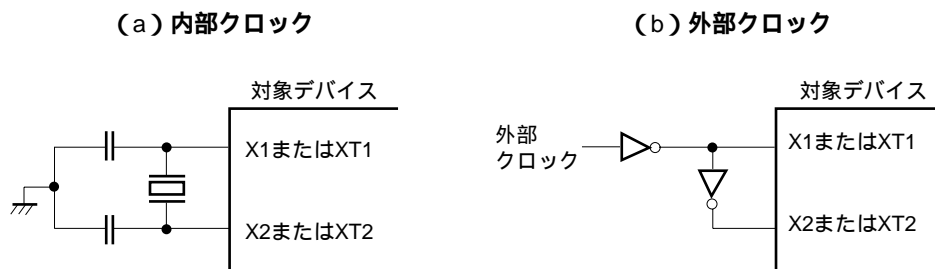 （a）内部クロック
対象デバイス
X1またはXT1
X2またはXT2
（b）外部クロック
対象デバイス
外部
クロック
X1またはXT1
X2またはXT2